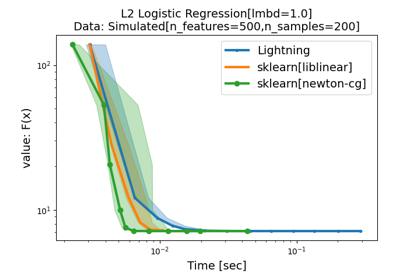 L2 Logistic Regression[lmbd=1.0]
Data: Simulated[n_features=500,n_samples=200]
Lightning
sklearn[liblinear]
sklearn[newton-cg]
value: F(x)
10²
10¹
10⁻²
10⁻¹
Time [sec]